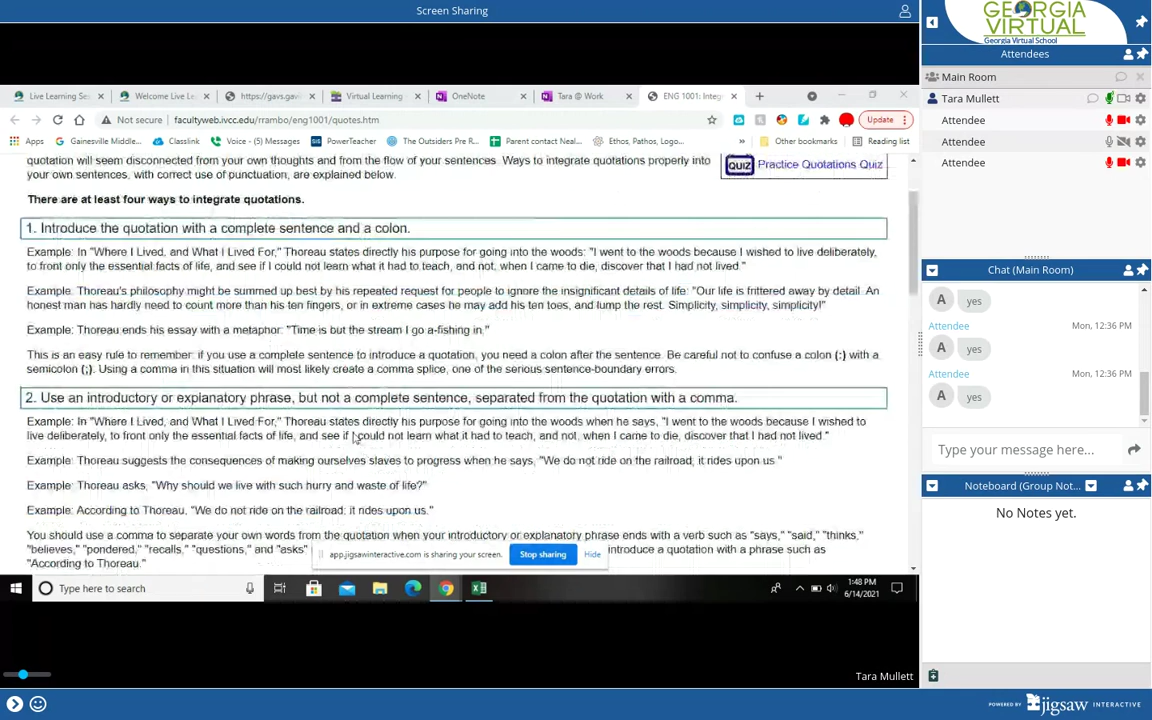 Screen Sharing
GEORGIA
VIRTUAL
Georgia Virtual School
Attendees
Main Room
Tara Mullett
Attendee
Attendee
Attendee
Live Learning Se
Welcome Live Le
https://gavs.gavi
Virtual Learning
OneNote
Tara @ Work
ENG 1001: Integ
Not secure | facultyweb.ivcc.edu/rrambo/eng1001/quotes.htm
Update
Apps
Gainesville Middle...
Classlink
Voice - (5) Messages
PowerTeacher
The Outsiders Pre R...
Parent contact Neal...
Ethos, Pathos, Logo...
»
Other bookmarks
Reading list
quotation will seem disconnected from your own thoughts and from the flow of your sentences. Ways to integrate quotations properly into
your own sentences, with correct use of punctuation, are explained below.
QUIZ Practice Quotations Quiz
There are at least four ways to integrate quotations.
1. Introduce the quotation with a complete sentence and a colon.
Example: In "Where I Lived, and What I Lived For," Thoreau states directly his purpose for going into the woods: "I went to the woods because I wished to live deliberately,
to front only the essential facts of life, and see if I could not learn what it had to teach, and not, when I came to die, discover that I had not lived."
Example: Thoreau's philosophy might be summed up best by his repeated request for people to ignore the insignificant details of life: "Our life is frittered away by detail. An
honest man has hardly need to count more than his ten fingers, or in extreme cases he may add his ten toes, and lump the rest. Simplicity, simplicity, simplicity!"
Example: Thoreau ends his essay with a metaphor: "Time is but the stream I go a-fishing in."
This is an easy rule to remember: if you use a complete sentence to introduce a quotation, you need a colon after the sentence. Be careful not to confuse a colon (:) with a
semicolon (;). Using a comma in this situation will most likely create a comma splice, one of the serious sentence-boundary errors.
2. Use an introductory or explanatory phrase, but not a complete sentence, separated from the quotation with a comma.
Example: In "Where I Lived, and What I Lived For," Thoreau states directly his purpose for going into the woods when he says, "I went to the woods because I wished to
live deliberately, to front only the essential facts of life, and see if I could not learn what it had to teach, and not, when I came to die, discover that I had not lived."
Example: Thoreau suggests the consequences of making ourselves slaves to progress when he says, "We do not ride on the railroad; it rides upon us."
Example: Thoreau asks, "Why should we live with such hurry and waste of life?"
Example: According to Thoreau, "We do not ride on the railroad; it rides upon us."
You should use a comma to separate your own words from the quotation when your introductory or explanatory phrase ends with a verb such as "says," "said," "thinks,"
"believes," "pondered," "recalls," "questions," and "asks" introduce a quotation with a phrase such as
"According to Thoreau."
app.jigsawinteractive.com is sharing your screen.
Stop sharing
Hide
Type here to search
1:48 PM
6/14/2021
Tara Mullett
Chat (Main Room)
A yes
Attendee Mon, 12:36 PM
A yes
Attendee Mon, 12:36 PM
A yes
Type your message here...
Noteboard (Group Not...
No Notes yet.
POWERED BY jigsaw INTERACTIVE